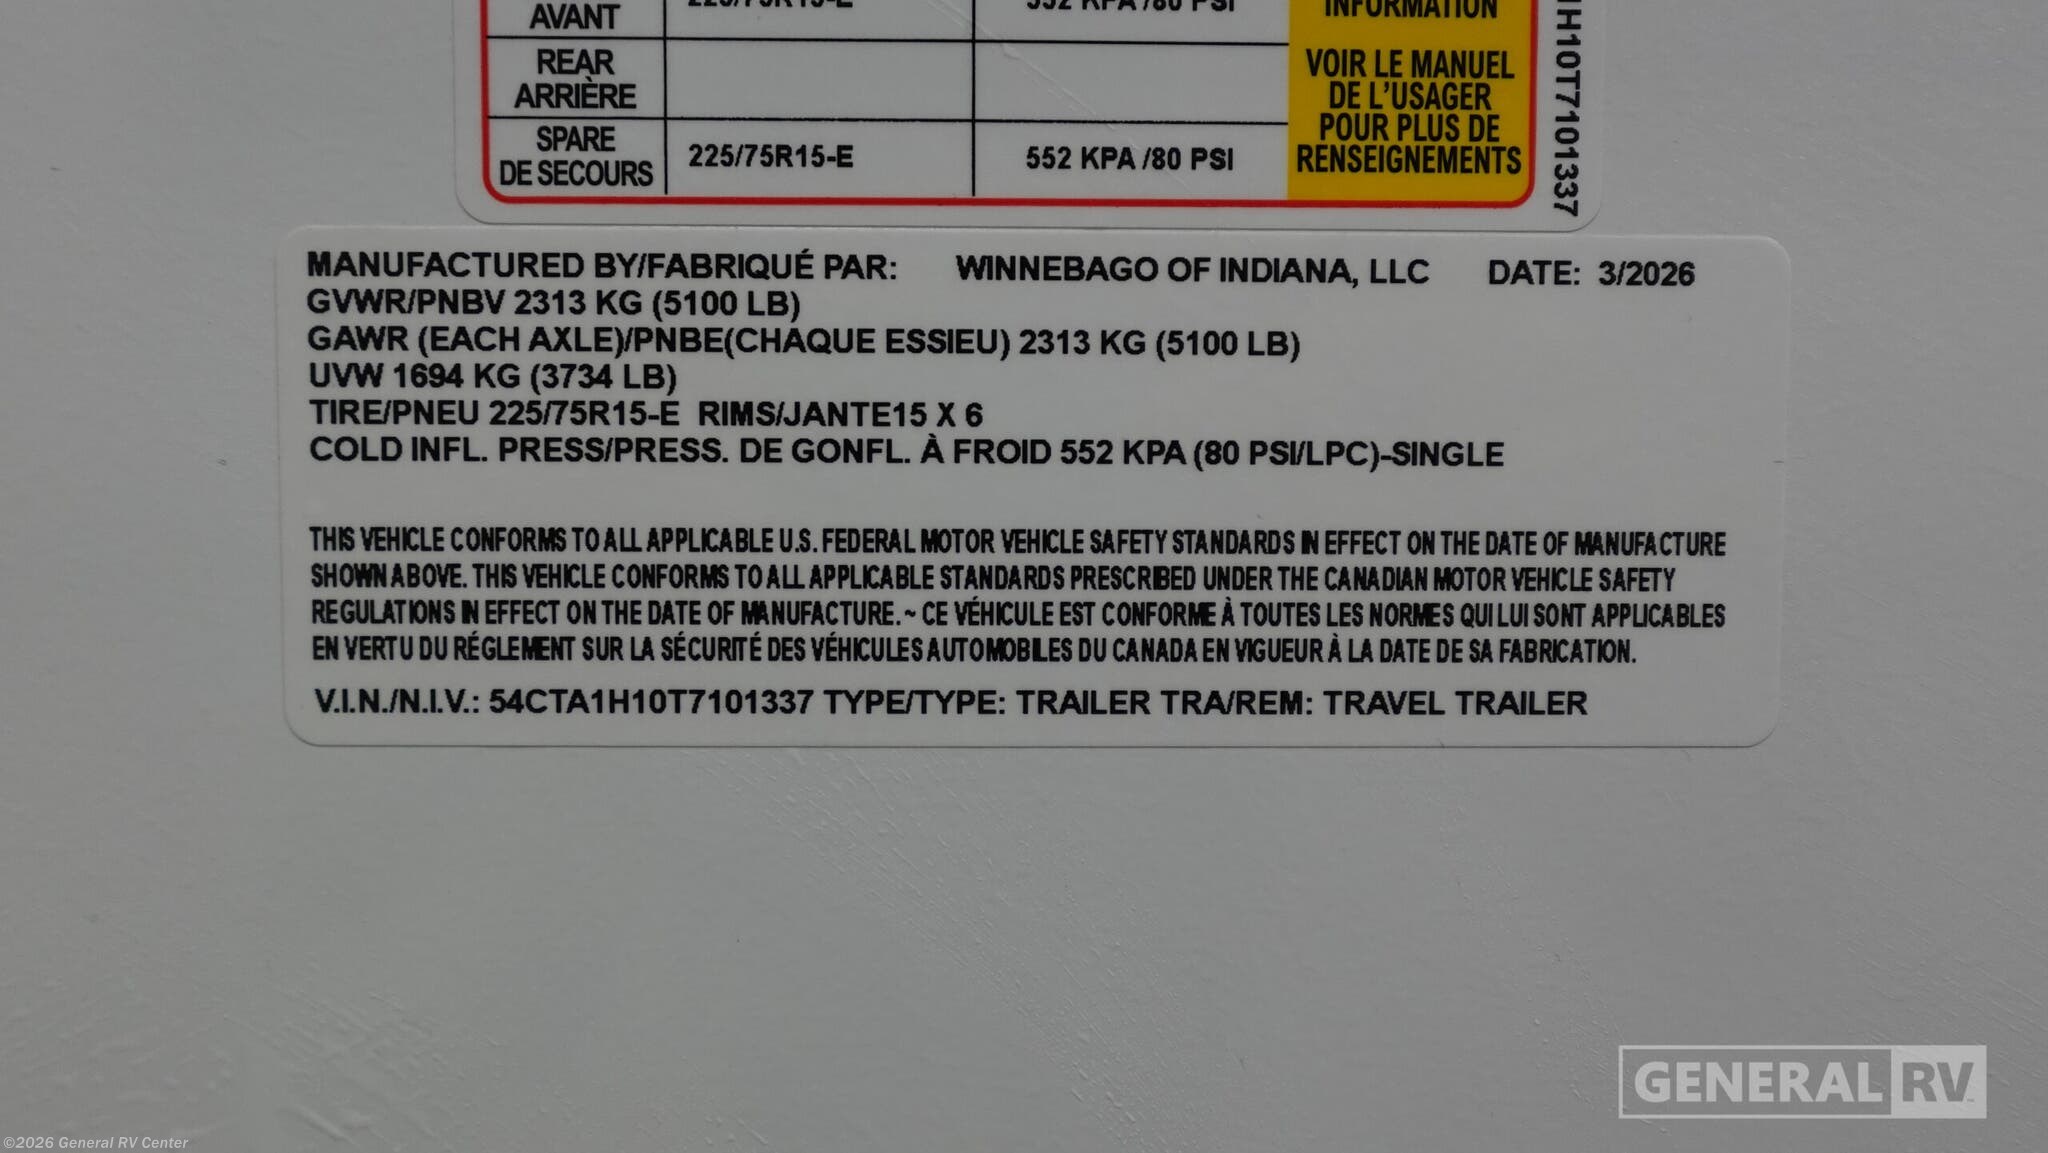 AVANT 225/75R15-E 552 KPA /80 PSI INFORMATION
REAR
ARRIÈRE
SPARE
DE SECOURS 225/75R15-E 552 KPA /80 PSI
VOIR LE MANUEL
DE L'USAGER
POUR PLUS DE
RENSEIGNEMENTS
1H10T7101337
MANUFACTURED BY/FABRIQUÉ PAR: WINNEBAGO OF INDIANA, LLC DATE: 3/2026
GVWR/PNBV 2313 KG (5100 LB)
GAWR (EACH AXLE)/PNBE(CHAQUE ESSIEU) 2313 KG (5100 LB)
UVW 1694 KG (3734 LB)
TIRE/PNEU 225/75R15-E RIMS/JANTE15 X 6
COLD INFL. PRESS/PRESS. DE GONFL. À FROID 552 KPA (80 PSI/LPC)-SINGLE
THIS VEHICLE CONFORMS TO ALL APPLICABLE U.S. FEDERAL MOTOR VEHICLE SAFETY STANDARDS IN EFFECT ON THE DATE OF MANUFACTURE
SHOWN ABOVE. THIS VEHICLE CONFORMS TO ALL APPLICABLE STANDARDS PRESCRIBED UNDER THE CANADIAN MOTOR VEHICLE SAFETY
REGULATIONS IN EFFECT ON THE DATE OF MANUFACTURE. ~ CE VÉHICULE EST CONFORME À TOUTES LES NORMES QUI LUI SONT APPLICABLES
EN VERTU DU RÉGLEMENT SUR LA SÉCURITÉ DES VÉHICULES AUTOMOBILES DU CANADA EN VIGUEUR À LA DATE DE SA FABRICATION.
V.I.N./N.I.V.: 54CTA1H10T7101337 TYPE/TYPE: TRAILER TRA/REM: TRAVEL TRAILER
GENERAL RV
©2026 General RV Center